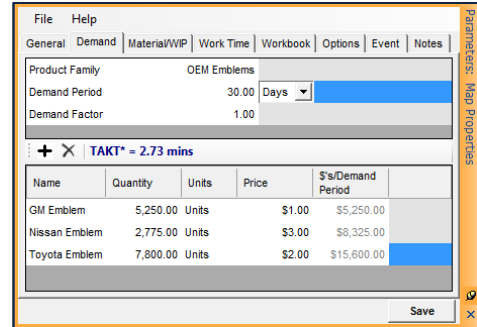 File Help
General Demand Material/WIP Work Time Workbook Options Event Notes
Product Family OEM Emblems
Demand Period 30.00 Days
Demand Factor 1.00
TAKT* = 2.73 mins
Name Quantity Units Price $'s/Demand Period
GM Emblem 5,250.00 Units $1.00 $5,250.00
Nissan Emblem 2,775.00 Units $3.00 $8,325.00
Toyota Emblem 7,800.00 Units $2.00 $15,600.00
Save
Parameters: Map Properties